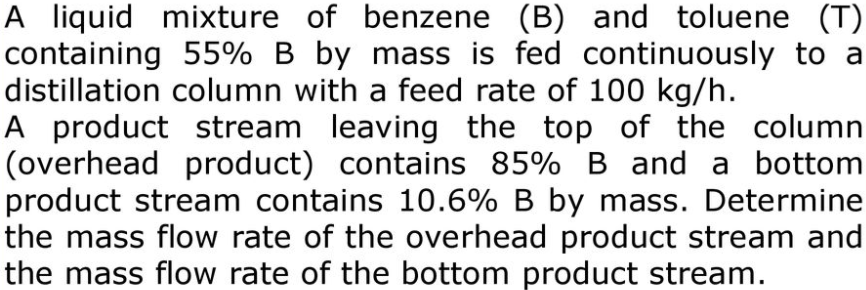 A liquid mixture of benzene (B) and toluene (T)
containing 55% B by mass is fed continuously to a
distillation column with a feed rate of 100 kg/h.
A product stream leaving the top of the column
(overhead product) contains 85% B and a bottom
product stream contains 10.6% B by mass. Determine
the mass flow rate of the overhead product stream and
the mass flow rate of the bottom product stream.